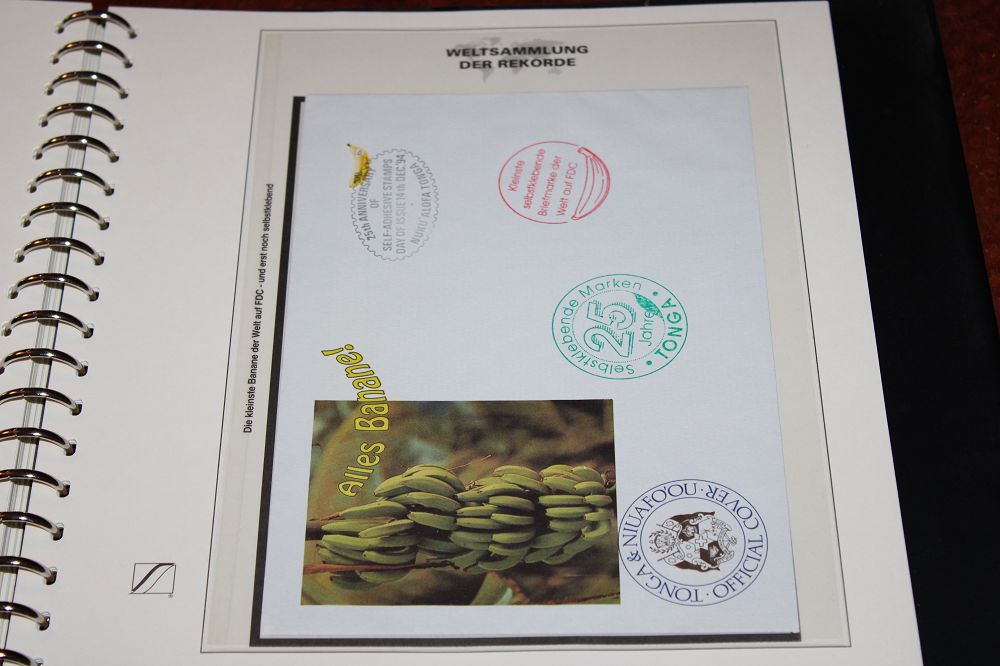 WELTSAMMLUNG
DER REKORDE
Die kleinste Banane der Welt auf FDC - und erst noch selbstklebend
25th ANNIVERSARY
OF
SELF-ADHESIVE STAMPS
DAY OF ISSUE 14th DEC.'94
NUKU'ALOFA TONGA
Kleinste
selbstklebende
Briefmarke der
Welt auf FDC
Selbstklebende Marken
25
Jahre
• TONGA •
Alles Banane!
TONGA & NIUAFO'OU · OFFICIAL COVER ·